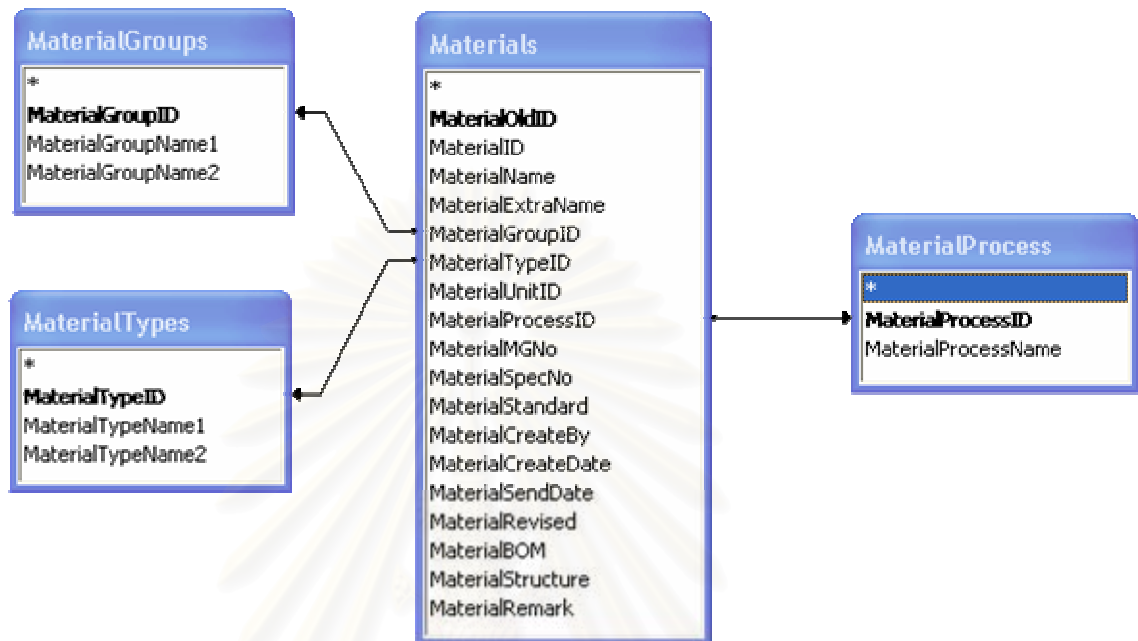 MaterialGroups
*
MaterialGroupID
MaterialGroupName1
MaterialGroupName2
MaterialTypes
*
MaterialTypeID
MaterialTypeName1
MaterialTypeName2
Materials
*
MaterialOldID
MaterialID
MaterialName
MaterialExtraName
MaterialGroupID
MaterialTypeID
MaterialUnitID
MaterialProcessID
MaterialMGNo
MaterialSpecNo
MaterialStandard
MaterialCreateBy
MaterialCreateDate
MaterialSendDate
MaterialRevised
MaterialBOM
MaterialStructure
MaterialRemark
MaterialProcess
*
MaterialProcessID
MaterialProcessName